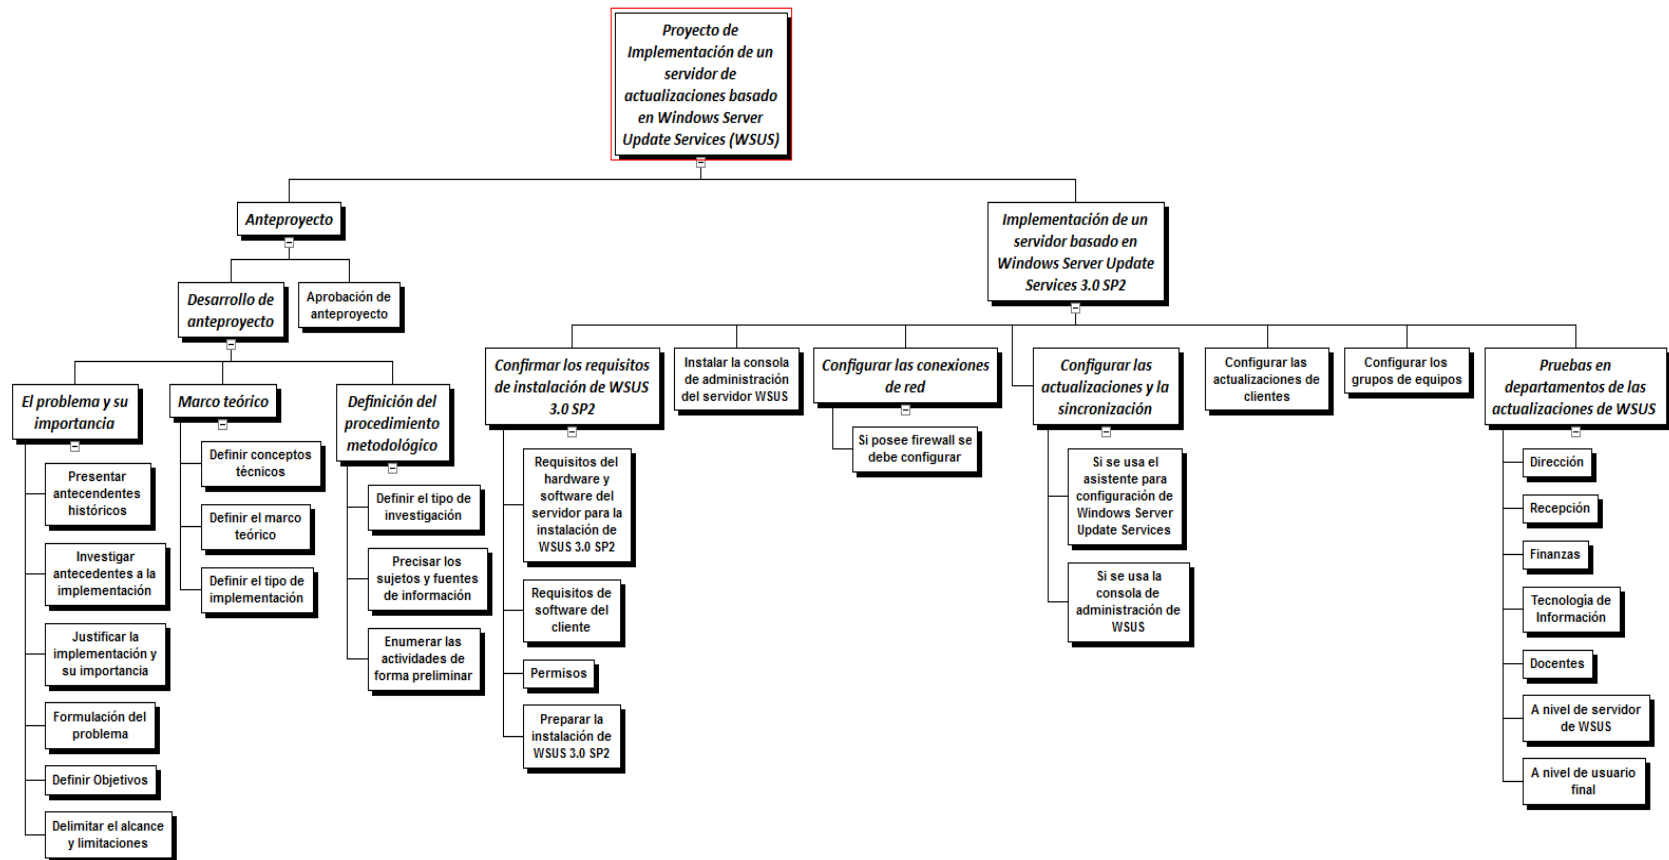 Proyecto de
Implementación de un
servidor de
actualizaciones basado
en Windows Server
Update Services (WSUS)
Anteproyecto
Implementación de un
servidor basado en
Windows Server Update
Services 3.0 SP2
Desarrollo de
anteproyecto
Aprobación de
anteproyecto
El problema y su
importancia
Marco teórico
Definición del
procedimiento
metodológico
Confirmar los requisitos
de instalación de WSUS
3.0 SP2
Instalar la consola
de administración
del servidor WSUS
Configurar las conexiones
de red
Configurar las
actualizaciones y la
sincronización
Configurar las
actualizaciones de
clientes
Configurar los
grupos de equipos
Pruebas en
departamentos de las
actualizaciones de WSUS
Presentar
antecendentes
históricos
Investigar
antecedentes a la
implementación
Justificar la
implementación y
su importancia
Formulación del
problema
Definir Objetivos
Delimitar el alcance
y limitaciones
Definir conceptos
técnicos
Definir el marco
teórico
Definir el tipo de
implementación
Definir el tipo de
investigación
Precisar los
sujetos y fuentes
de información
Enumerar las
actividades de
forma preliminar
Requisitos del
hardware y
software del
servidor para la
instalación de
WSUS 3.0 SP2
Requisitos de
software del
cliente
Permisos
Preparar la
instalación de
WSUS 3.0 SP2
Si posee firewall se
debe configurar
Si se usa el
asistente para
configuración de
Windows Server
Update Services
Si se usa la
consola de
administración de
WSUS
Dirección
Recepción
Finanzas
Tecnología de
Información
Docentes
A nivel de servidor
de WSUS
A nivel de usuario
final